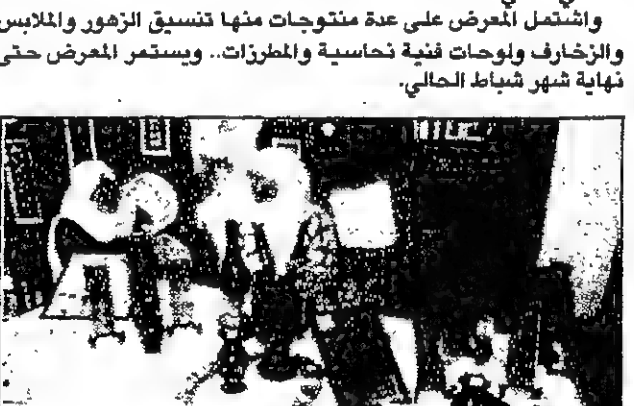 واشتمل المعرض على عدة منتوجات منها تنسيق الزهور والملابس
والزخارف ولوحات فنية نحاسية والمطرزات.. ويستمر المعرض حتى
نهاية شهر شباط الحالي.